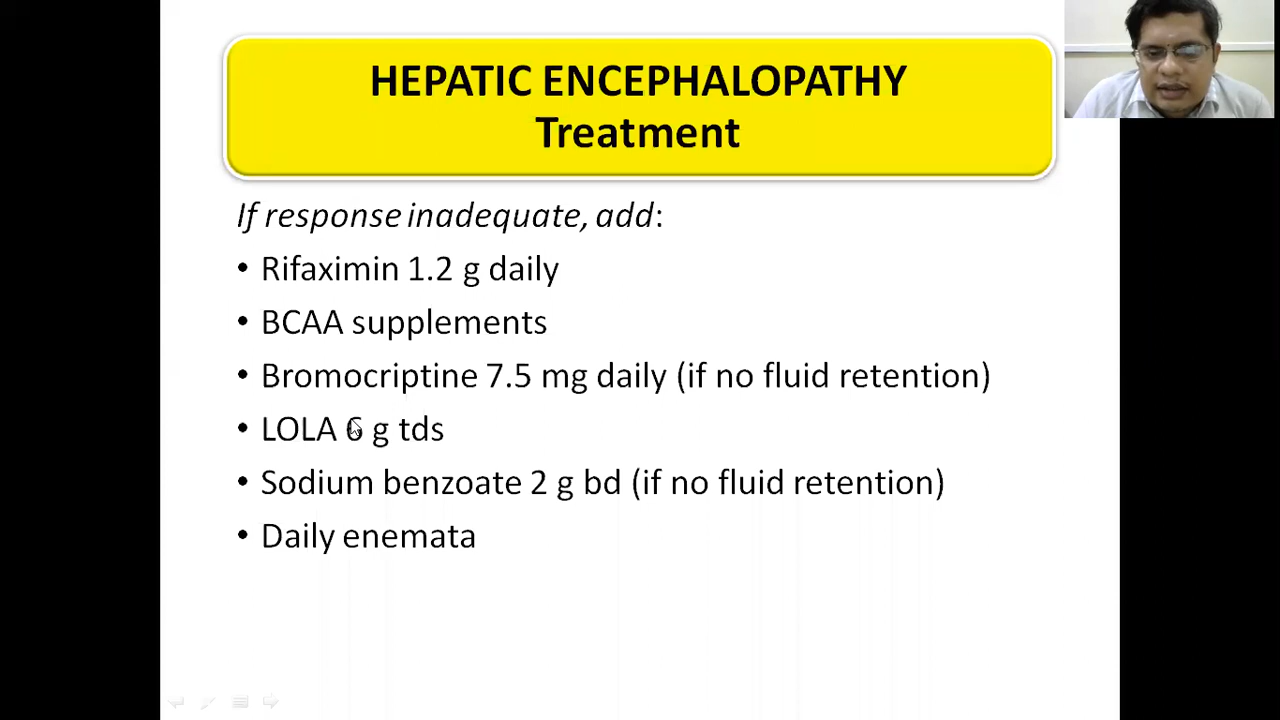 HEPATIC ENCEPHALOPATHY
Treatment
If response inadequate, add:
• Rifaximin 1.2 g daily
• BCAA supplements
• Bromocriptine 7.5 mg daily (if no fluid retention)
• LOLA 6 g tds
• Sodium benzoate 2 g bd (if no fluid retention)
• Daily enemata